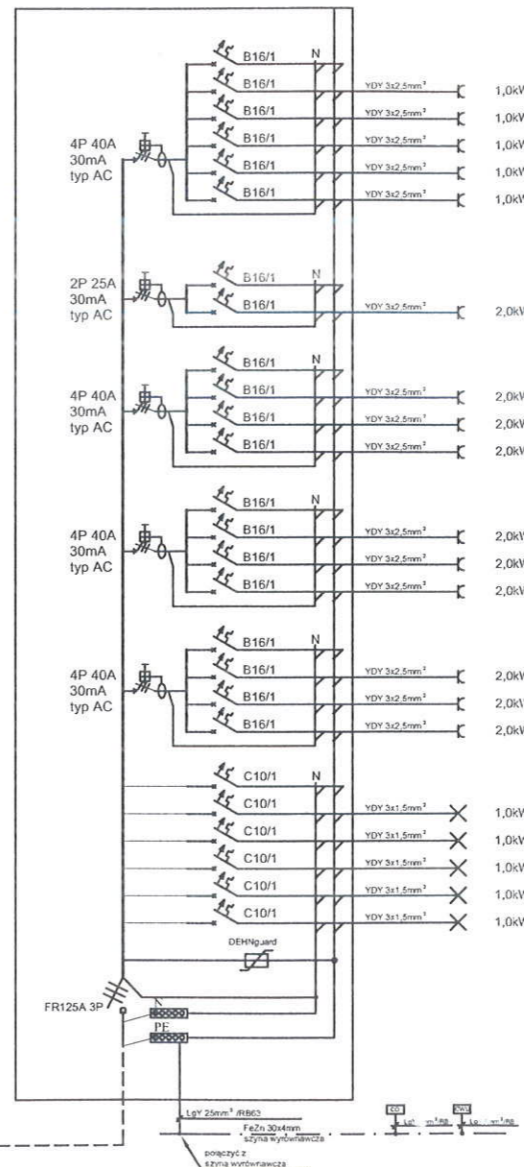 B16/1 N
B16/1 YDY 3x2,5mm² 1,0kW
B16/1 YDY 3x2,5mm² 1,0kW
4P 40A
30mA
typ AC
B16/1 YDY 3x2,5mm² 1,0kW
B16/1 YDY 3x2,5mm² 1,0kW
B16/1 YDY 3x2,5mm² 1,0kW
2P 25A
30mA
typ AC
B16/1 N
B16/1 YDY 3x2,5mm² 2,0kW
4P 40A
30mA
typ AC
B16/1 N
B16/1 YDY 3x2,5mm² 2,0kW
B16/1 YDY 3x2,5mm² 2,0kW
B16/1 YDY 3x2,5mm² 2,0kW
4P 40A
30mA
typ AC
B16/1 N
B16/1 YDY 3x2,5mm² 2,0kW
B16/1 YDY 3x2,5mm² 2,0kW
B16/1 YDY 3x2,5mm² 2,0kW
4P 40A
30mA
typ AC
B16/1 N
B16/1 YDY 3x2,5mm² 2,0kW
B16/1 YDY 3x2,5mm² 2,0kW
B16/1 YDY 3x2,5mm² 2,0kW
C10/1 N
C10/1 YDY 3x1,5mm² 1,0kW
C10/1 YDY 3x1,5mm² 1,0kW
C10/1 YDY 3x1,5mm² 1,0kW
C10/1 YDY 3x1,5mm² 1,0kW
C10/1 YDY 3x1,5mm² 1,0kW
DEHNguard
FR125A 3P
N
PE
LgY 25mm² /RB63
FeZn 30x4mm
szyna wyrównawcza
połączyć z
szyna wyrównawcza